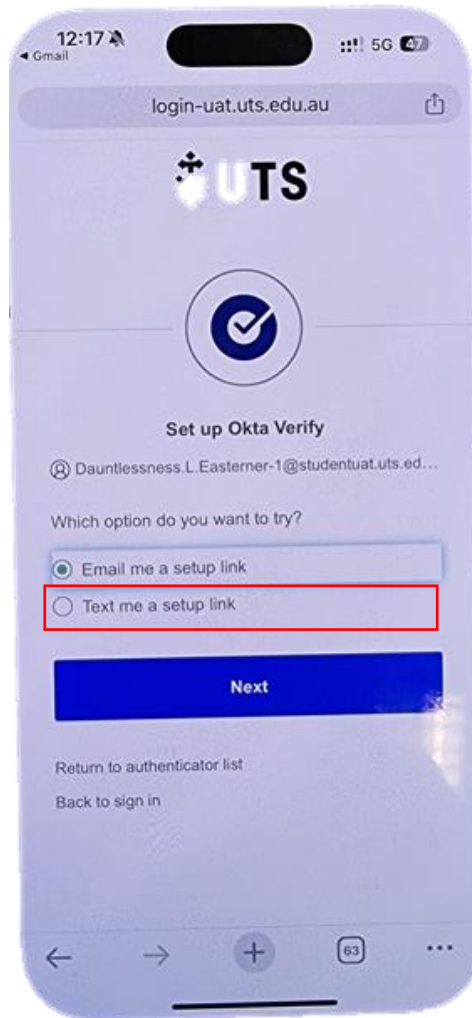 12:17
Gmail
5G 47
login-uat.uts.edu.au
UTS
Set up Okta Verify
Dauntlessness.L.Easterner-1@studentuat.uts.ed...
Which option do you want to try?
Email me a setup link
Text me a setup link
Next
Return to authenticator list
Back to sign in
63